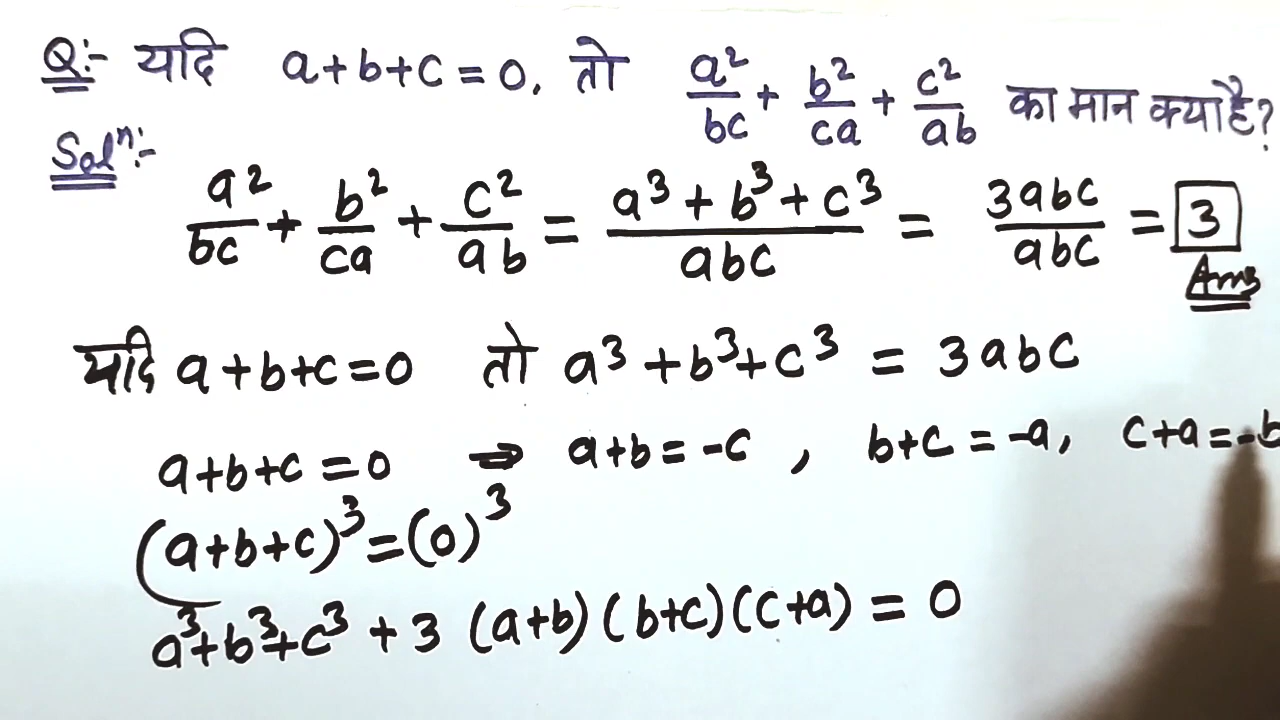 Q:- यदि a+b+c=0, तो a²/bc + b²/ca + c²/ab का मान क्या है?
Solⁿ:-
a²/bc + b²/ca + c²/ab = a³+b³+c³/abc = 3abc/abc = 3
Ans
यदि a+b+c=0 तो a³+b³+c³ = 3abc
a+b+c=0 ⇒ a+b=-c, b+c=-a, c+a=-b
(a+b+c)³=(0)³
a³+b³+c³+3(a+b)(b+c)(c+a)=0